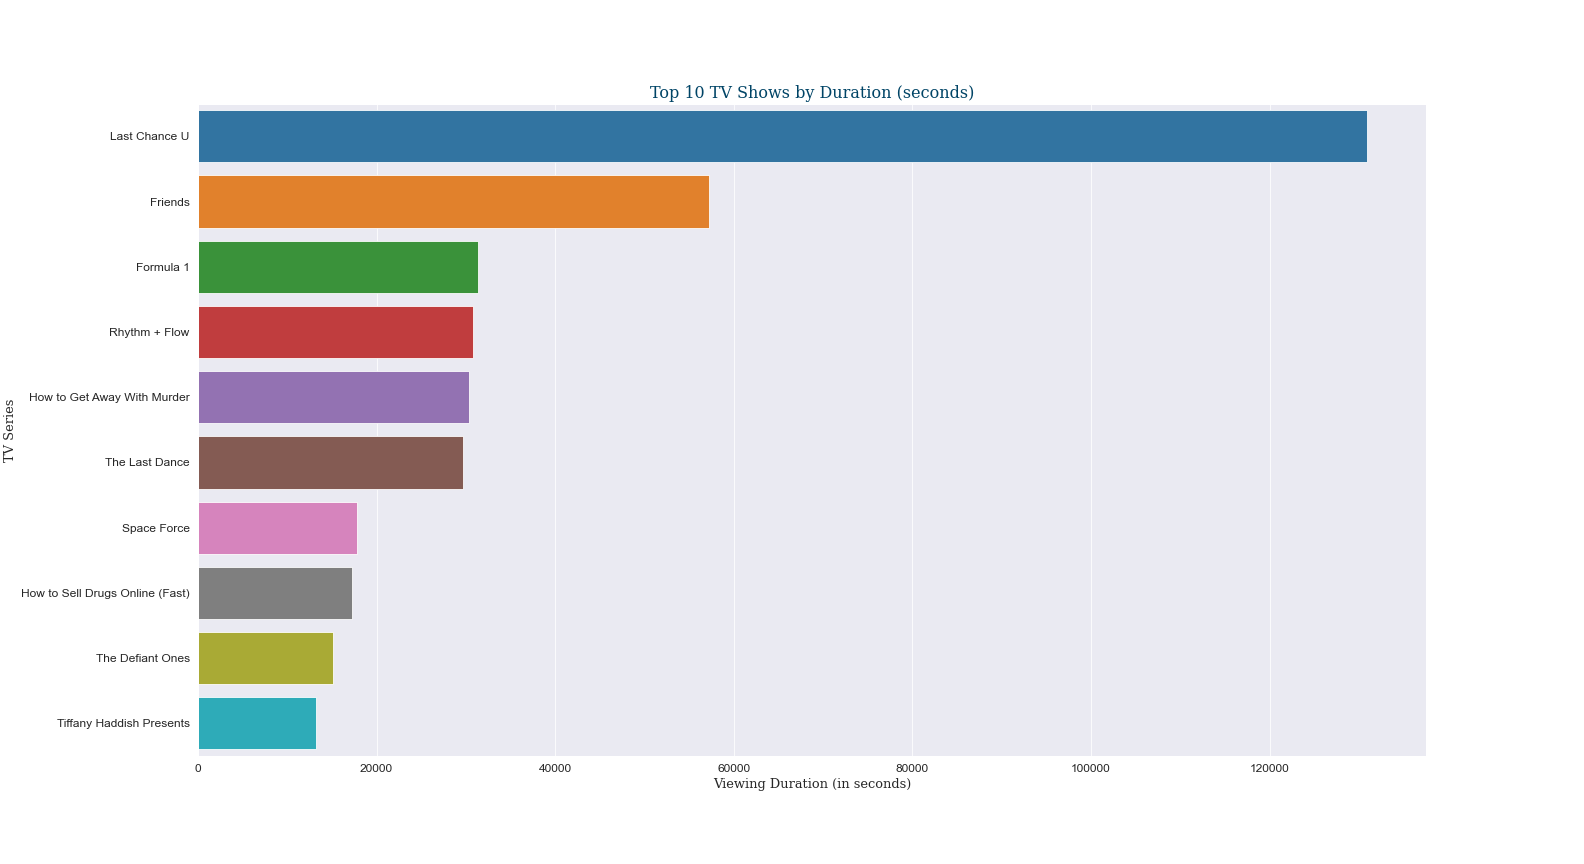 Top 10 TV Shows by Duration (seconds)
TV Series
Last Chance U
Friends
Formula 1
Rhythm + Flow
How to Get Away With Murder
The Last Dance
Space Force
How to Sell Drugs Online (Fast)
The Defiant Ones
Tiffany Haddish Presents
0 20000 40000 60000 80000 100000 120000
Viewing Duration (in seconds)